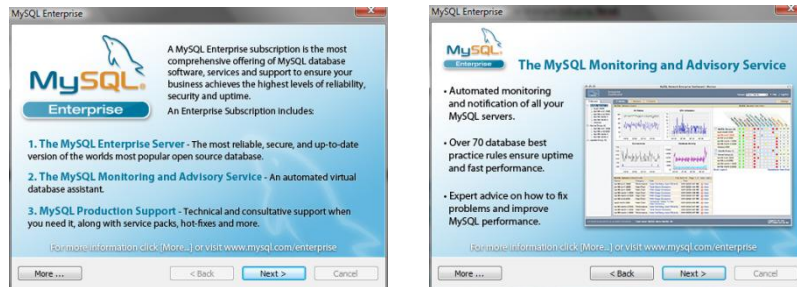 MySQL Enterprise
MySQL
Enterprise
A MySQL Enterprise subscription is the most
comprehensive offering of MySQL database
software, services and support to ensure your
business achieves the highest levels of reliability,
security and uptime.
An Enterprise Subscription includes:
1. The MySQL Enterprise Server - The most reliable, secure, and up-to-date
version of the worlds most popular open source database.
2. The MySQL Monitoring and Advisory Service - An automated virtual
database assistant.
3. MySQL Production Support - Technical and consultative support when
you need it, along with service packs, hot-fixes and more.
For more information click [More...] or visit www.mysql.com/enterprise
More ...
< Back
Next >
Cancel
MySQL Enterprise
MySQL
Enterprise
The MySQL Monitoring and Advisory Service
• Automated monitoring
and notification of all your
MySQL servers.
• Over 70 database best
practice rules ensure uptime
and fast performance.
• Expert advice on how to fix
problems and improve
MySQL performance.
For more information click [More...] or visit www.mysql.com/enterprise
More ...
< Back
Next >
Cancel